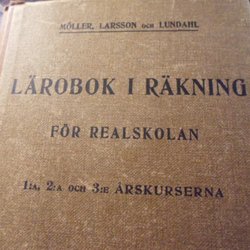 MÖLLER, LARSSON OCH LUNDAHL
LÄROBOK I RÄKNING
FÖR REALSKOLAN
1:A, 2:A OCH 3:E ÅRSKURSERNA